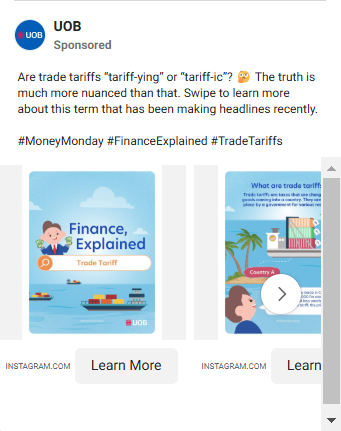 UOB
UOB
Sponsored
Are trade tariffs “tariff-ying” or “tariff-ic”? 🫣 The truth is
much more nuanced than that. Swipe to learn more
about this term that has been making headlines recently.
#MoneyMonday #FinanceExplained #TradeTariffs
Finance,
Explained
Trade Tariff
UOB
What are trade tariffs
Trade tariffs are taxes that are
goods coming into a country. They are
place by a government for various
Country A
INSTAGRAM.COM
Learn More
INSTAGRAM.COM
Learn